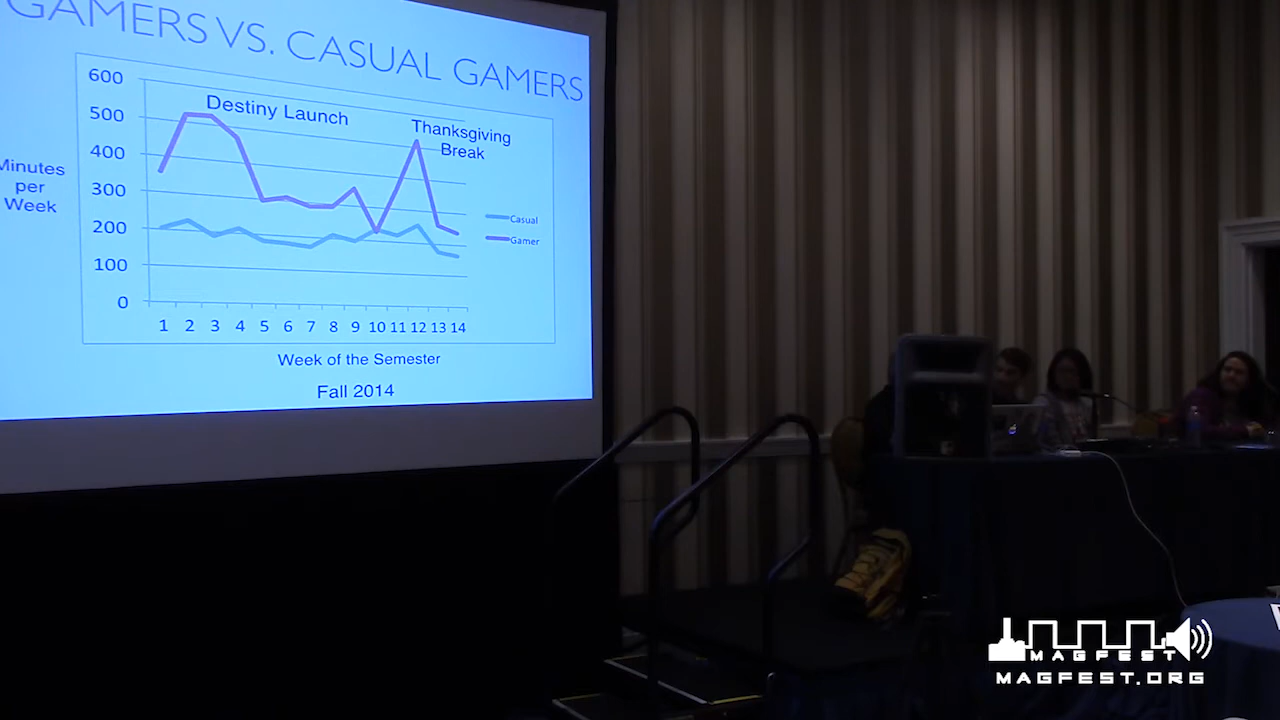 GAMERS VS. CASUAL GAMERS
600
500
400
300
200
100
0
Minutes
per
Week
Destiny Launch
Thanksgiving
Break
Casual
Gamer
1 2 3 4 5 6 7 8 9 10 11 12 13 14
Week of the Semester
Fall 2014
MAGFEST
MAGFEST.ORG